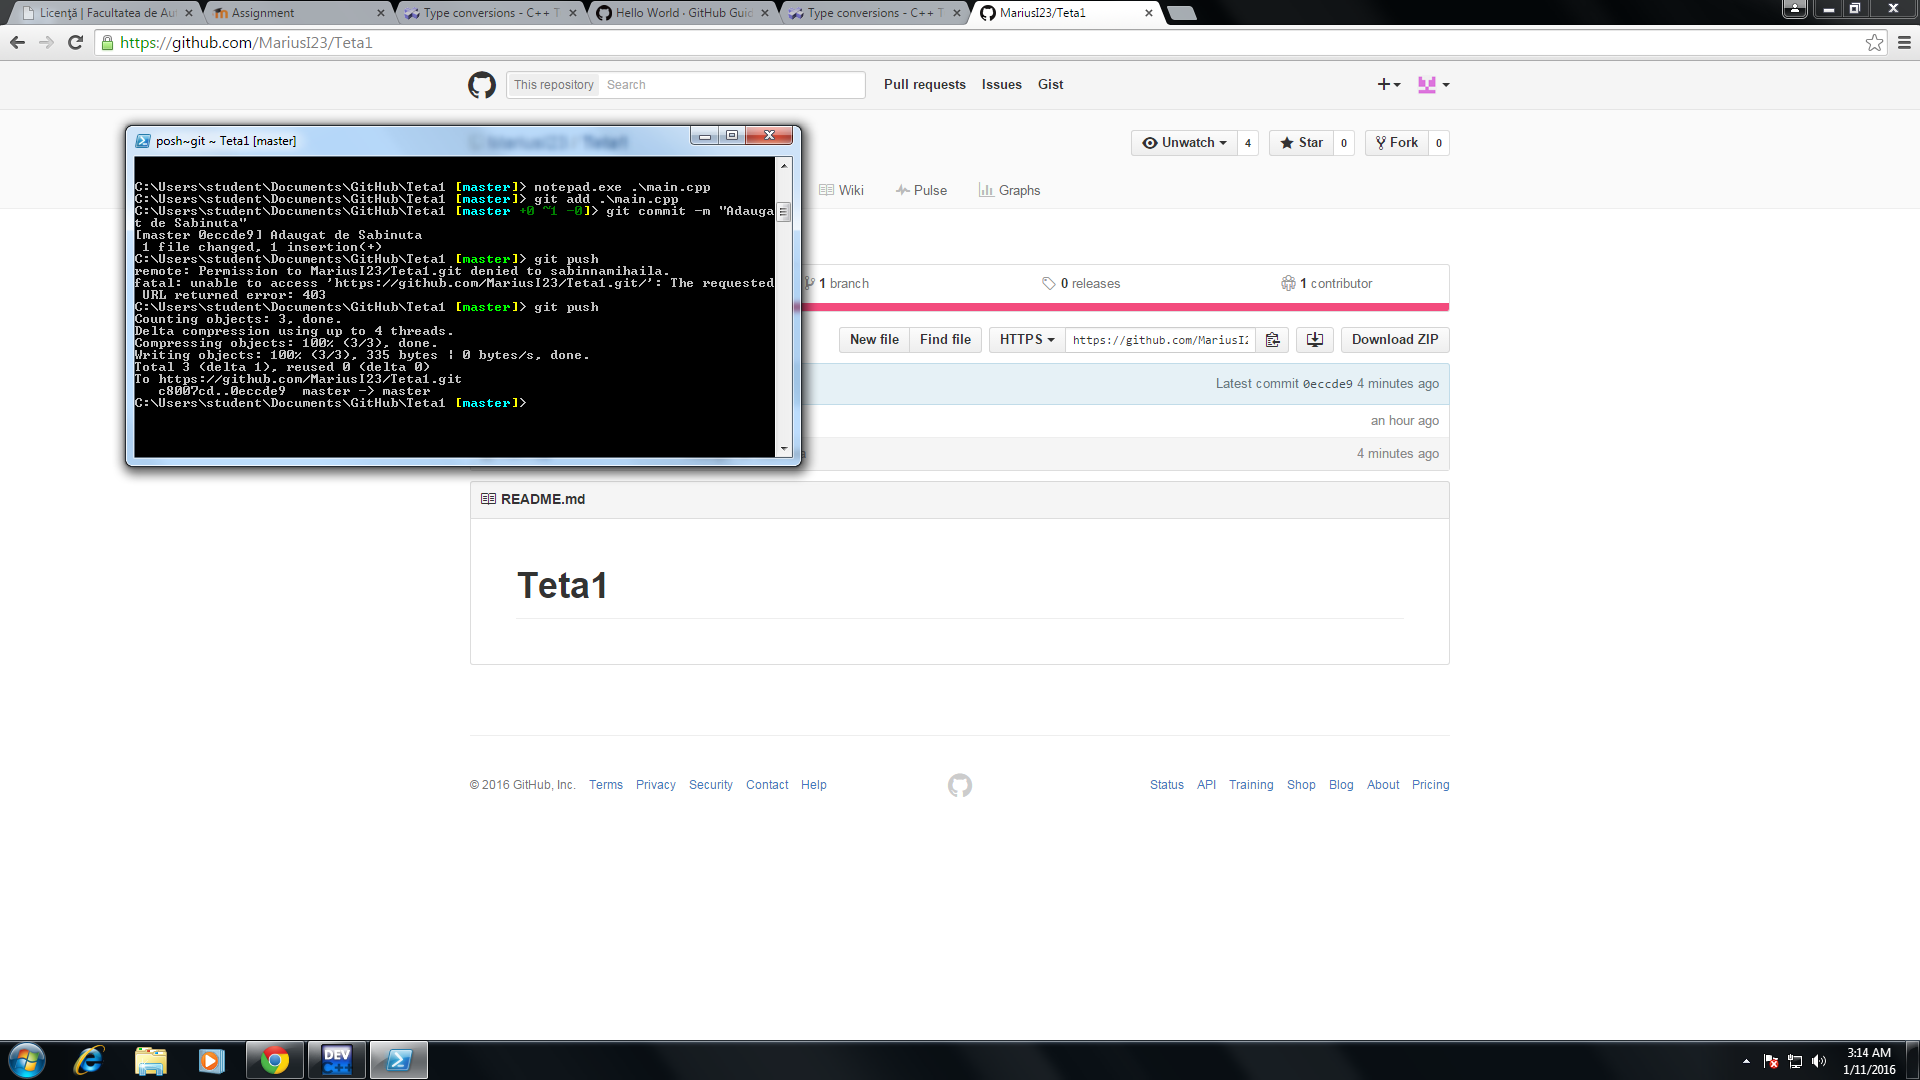 Licenţă | Facultatea de Aut
Assignment
Type conversions - C++ T
Hello World · GitHub Guid
Type conversions - C++ T
MariusI23/Teta1
https://github.com/MariusI23/Teta1
This repository Search Pull requests Issues Gist
posh~git ~ Teta1 [master]
MariusI23 / Teta1
Unwatch 4 Star 0 Fork 0
Wiki Pulse Graphs
C:\Users\student\Documents\GitHub\Teta1 [master]> notepad.exe .\main.cpp
C:\Users\student\Documents\GitHub\Teta1 [master]> git add .\main.cpp
C:\Users\student\Documents\GitHub\Teta1 [master +0 ~1 -0]> git commit -m "Adauga
t de Sabinuta"
[master 0eccde9] Adaugat de Sabinuta
1 file changed, 1 insertion(+)
C:\Users\student\Documents\GitHub\Teta1 [master]> git push
remote: Permission to MariusI23/Teta1.git denied to sabinnamihaila.
fatal: unable to access 'https://github.com/MariusI23/Teta1.git/': The requested
URL returned error: 403
C:\Users\student\Documents\GitHub\Teta1 [master]> git push
Counting objects: 3, done.
Delta compression using up to 4 threads.
Compressing objects: 100% (3/3), done.
Writing objects: 100% (3/3), 335 bytes | 0 bytes/s, done.
Total 3 (delta 1), reused 0 (delta 0)
To https://github.com/MariusI23/Teta1.git
c8007cd..0eccde9 master -> master
C:\Users\student\Documents\GitHub\Teta1 [master]>
1 branch 0 releases 1 contributor
New file Find file HTTPS https://github.com/MariusI2 Download ZIP
Latest commit 0eccde9 4 minutes ago
an hour ago
4 minutes ago
README.md
Teta1
© 2016 GitHub, Inc. Terms Privacy Security Contact Help
Status API Training Shop Blog About Pricing
DEV
C++
3:14 AM
1/11/2016